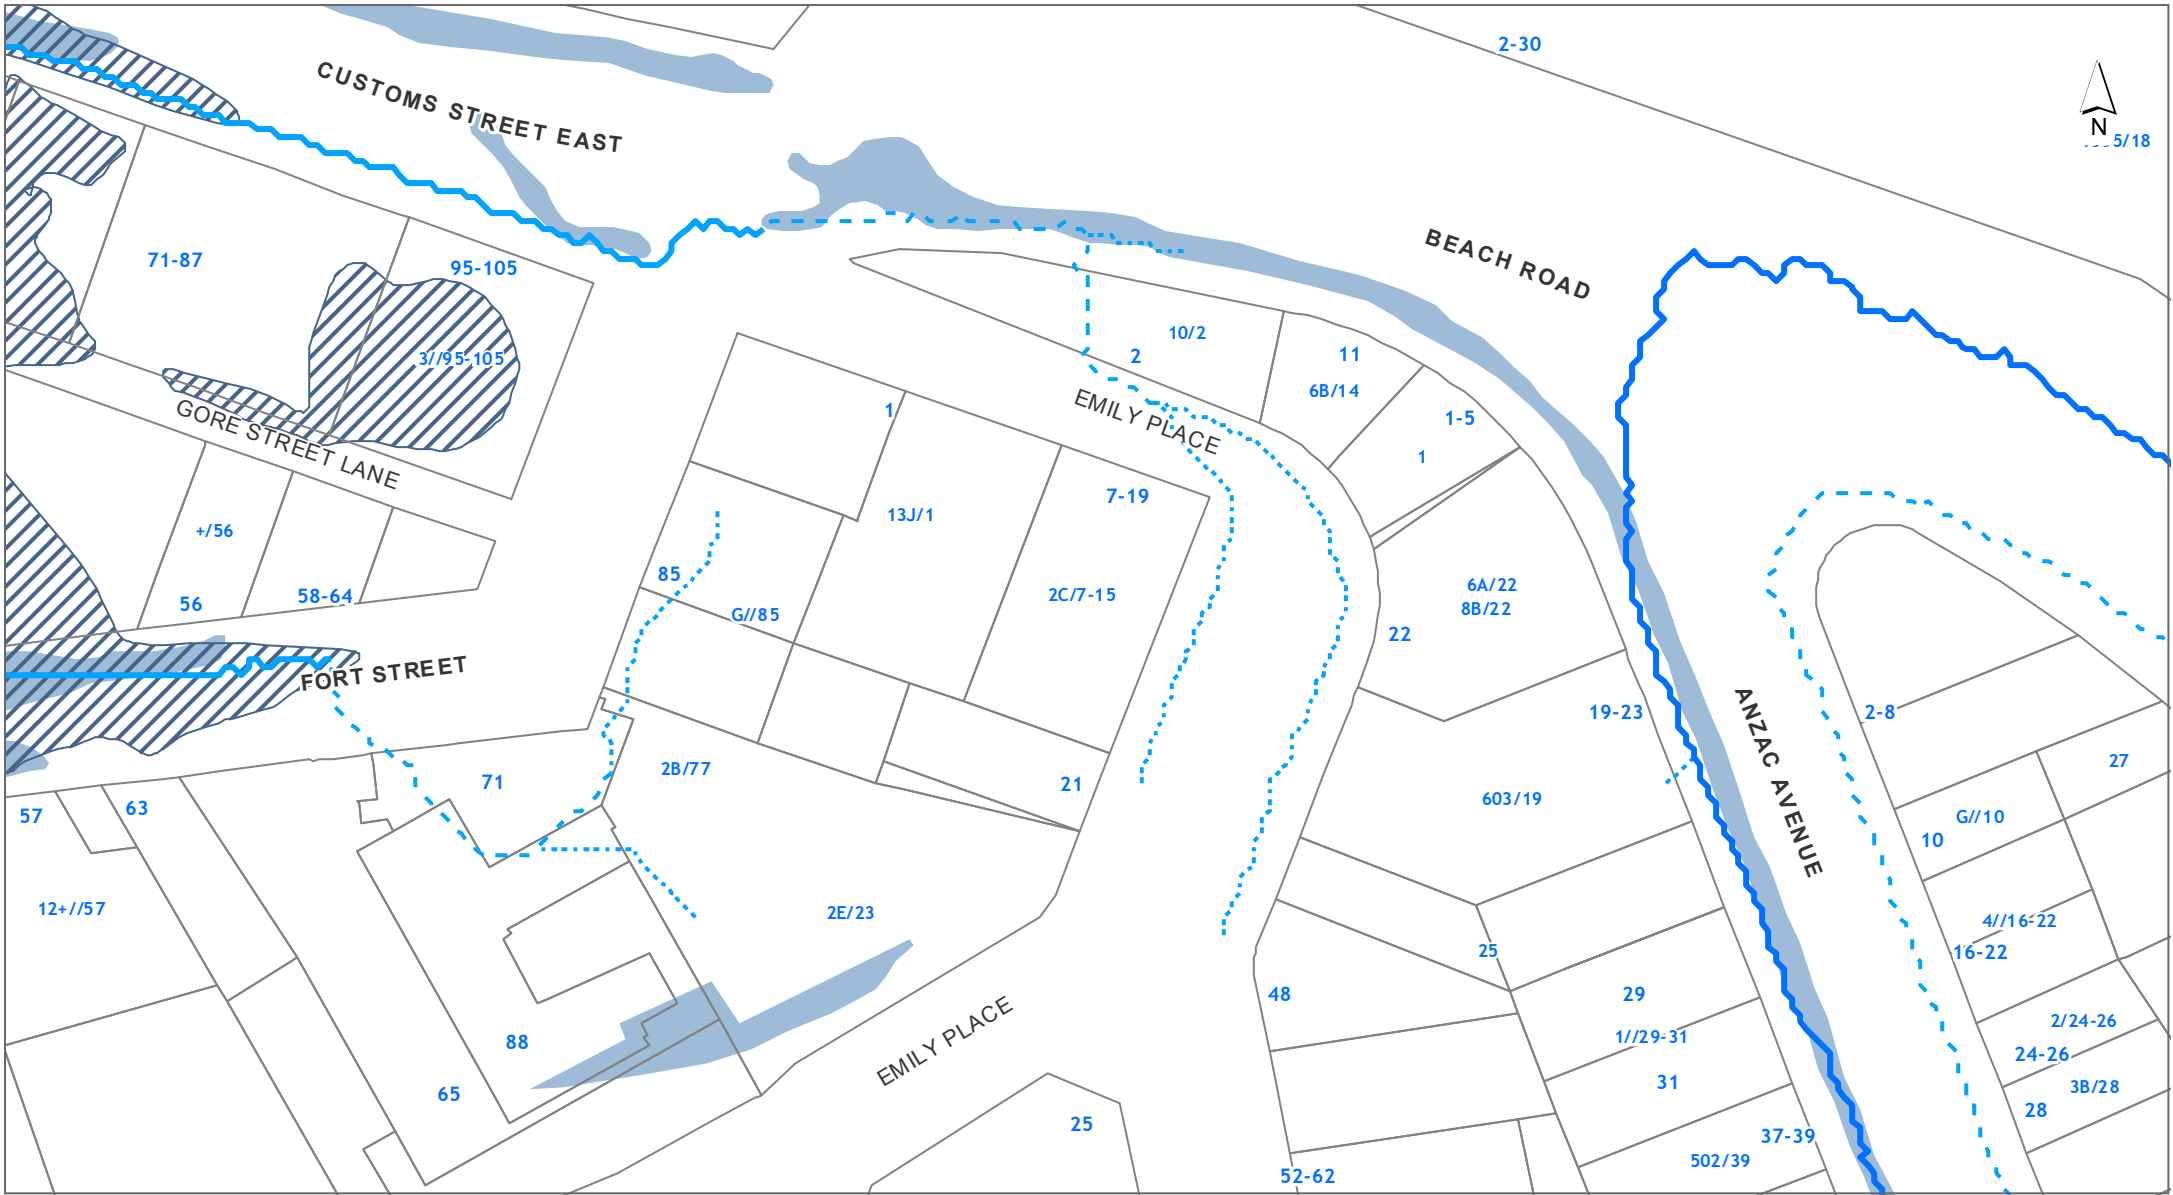 2-30
CUSTOMS STREET EAST
N
5/18
71-87
95-105
BEACH ROAD
10/2
2
11
3//95-105
6B/14
EMILY PLACE
1
1-5
GORE STREET LANE
1
7-19
13J/1
+/56
85
6A/22
2C/7-15
8B/22
58-64
56
G//85
22
FORT STREET
19-23
2-8
ANZAC AVENUE
2B/77
71
21
27
603/19
57
63
G//10
10
12+//57
2E/23
4//16-22
25
16-22
48
29
2/24-26
1//29-31
88
EMILY PLACE
24-26
31
3B/28
65
28
25
37-39
502/39
52-62